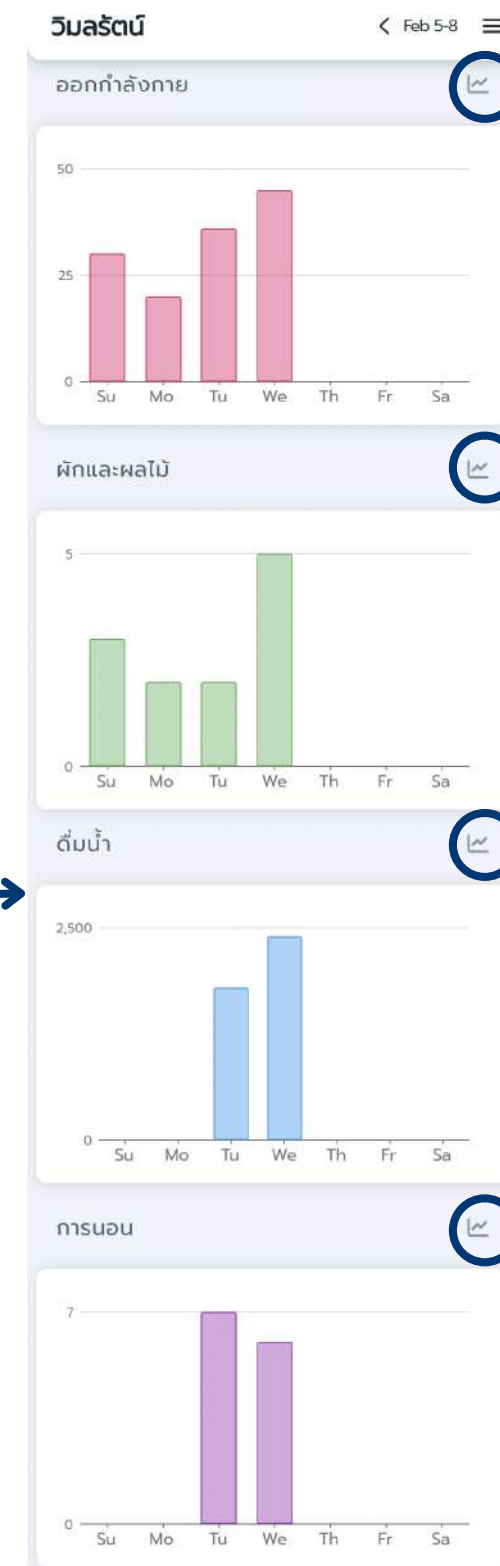 วิมลรัตน์ Feb 5-8
ออกกำลังกาย
50
25
0
Su Mo Tu We Th Fr Sa
ผักและผลไม้
5
0
Su Mo Tu We Th Fr Sa
ดื่มน้ำ
2,500
0
Su Mo Tu We Th Fr Sa
การนอน
7
0
Su Mo Tu We Th Fr Sa